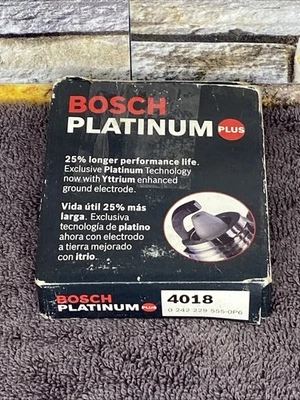 BOSCH
PLATINUM PLUS
25% longer performance life.
Exclusive Platinum Technology
now with Yttrium enhanced
ground electrode.
Vida útil 25% más
larga. Exclusiva
tecnología de platino
ahora con electrodo
a tierra mejorado
con itrio.
BOSCH
PLATINUM PLUS
4018
0 242 229 555-0P6